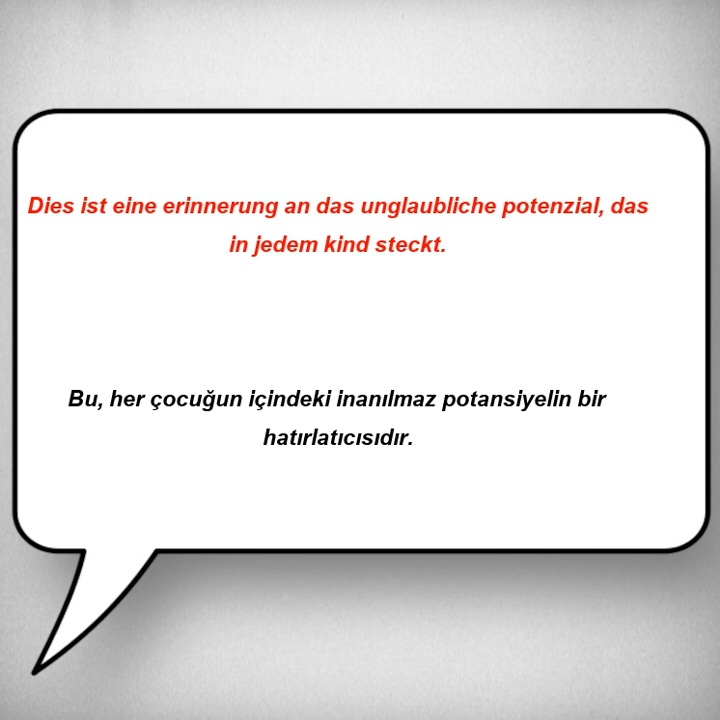 Dies ist eine erinnerung an das unglaubliche potenzial, das
in jedem kind steckt.
Bu, her çocuğun içindeki inanılmaz potansiyelin bir
hatırlatıcısıdır.